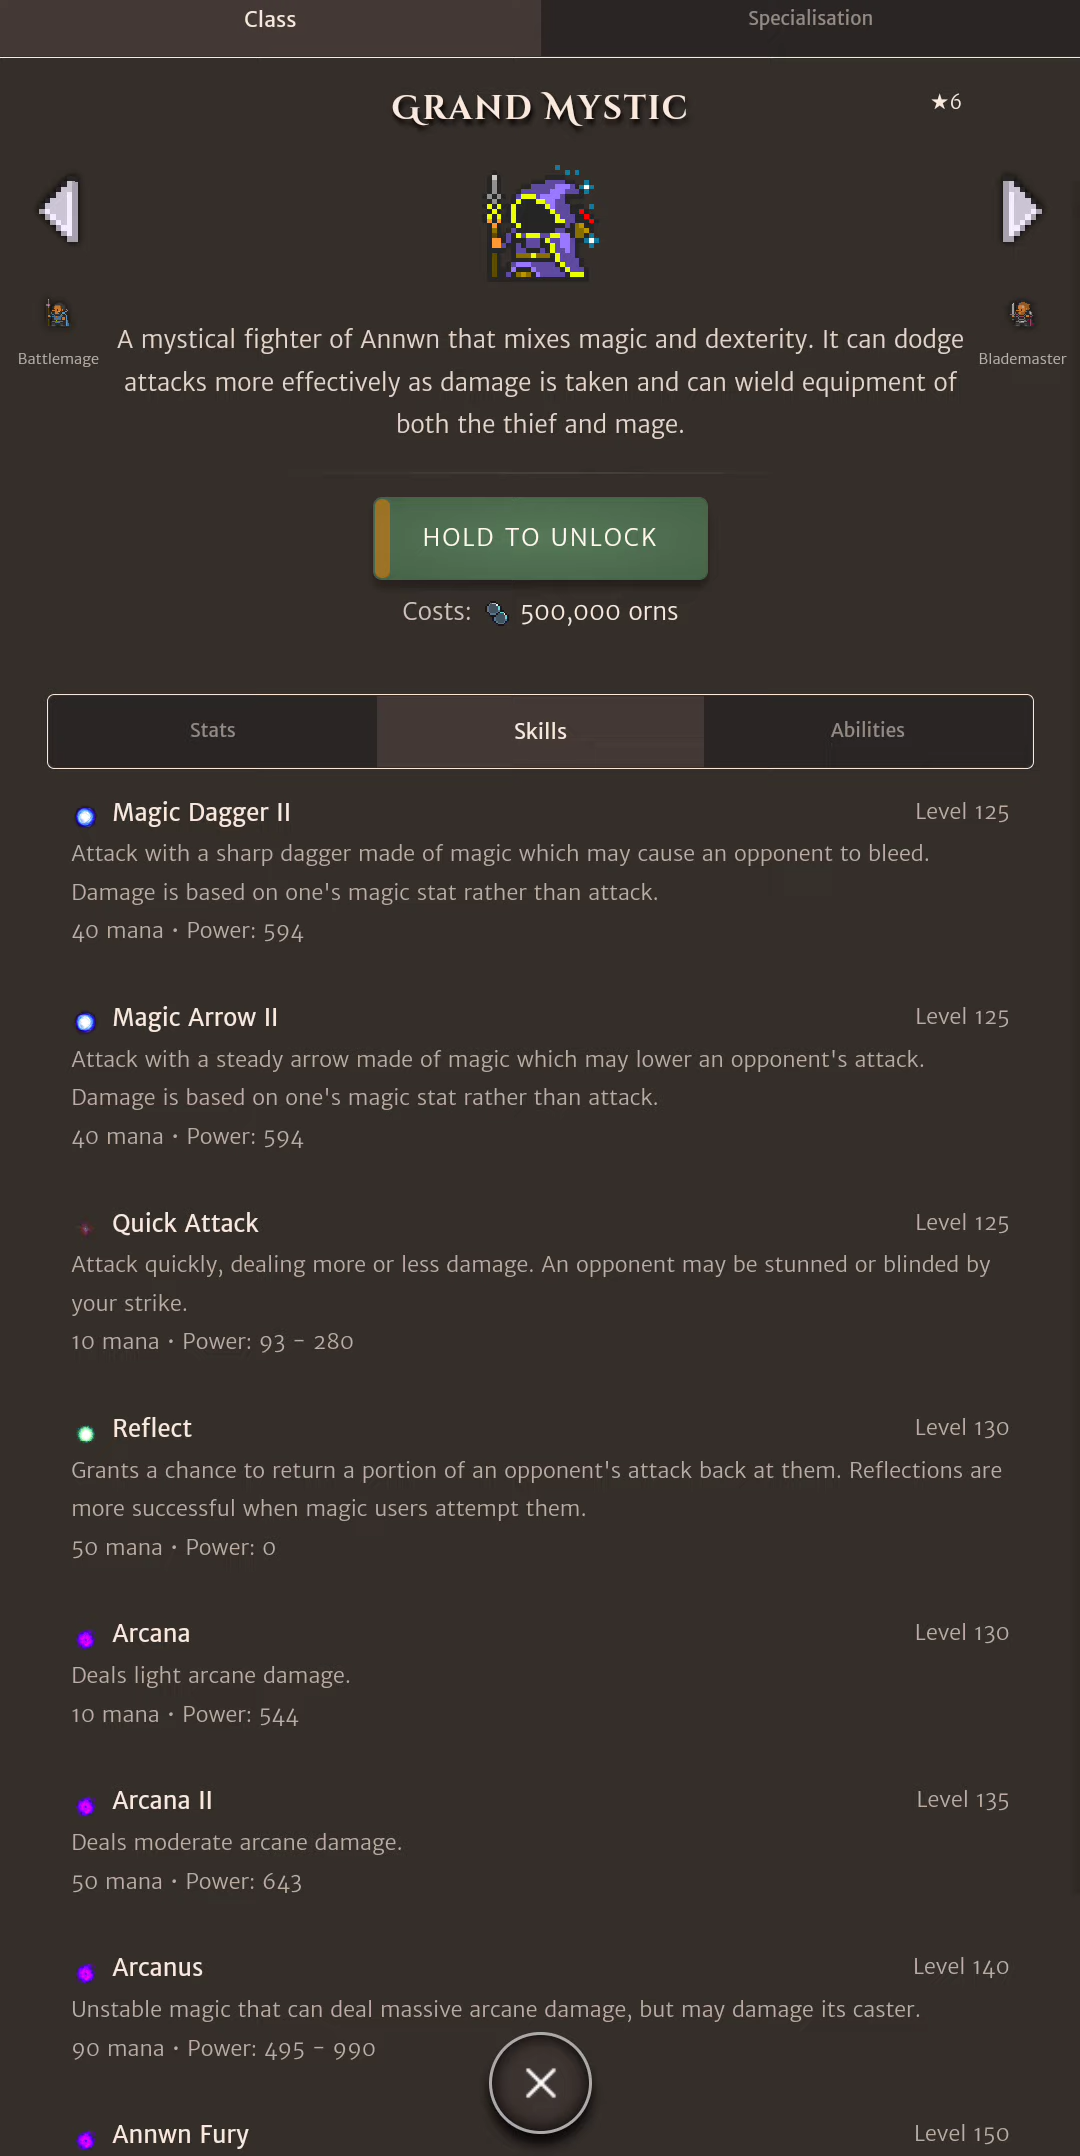 Class
Specialisation
GRAND MYSTIC
★6
Battlemage
Blademaster
A mystical fighter of Annwn that mixes magic and dexterity. It can dodge
attacks more effectively as damage is taken and can wield equipment of
both the thief and mage.
HOLD TO UNLOCK
Costs: 500,000 orns
Stats
Skills
Abilities
Magic Dagger II Level 125
Attack with a sharp dagger made of magic which may cause an opponent to bleed.
Damage is based on one's magic stat rather than attack.
40 mana • Power: 594
Magic Arrow II Level 125
Attack with a steady arrow made of magic which may lower an opponent's attack.
Damage is based on one's magic stat rather than attack.
40 mana • Power: 594
Quick Attack Level 125
Attack quickly, dealing more or less damage. An opponent may be stunned or blinded by
your strike.
10 mana • Power: 93 - 280
Reflect Level 130
Grants a chance to return a portion of an opponent's attack back at them. Reflections are
more successful when magic users attempt them.
50 mana • Power: 0
Arcana Level 130
Deals light arcane damage.
10 mana • Power: 544
Arcana II Level 135
Deals moderate arcane damage.
50 mana • Power: 643
Arcanus Level 140
Unstable magic that can deal massive arcane damage, but may damage its caster.
90 mana • Power: 495 - 990
Annwn Fury Level 150